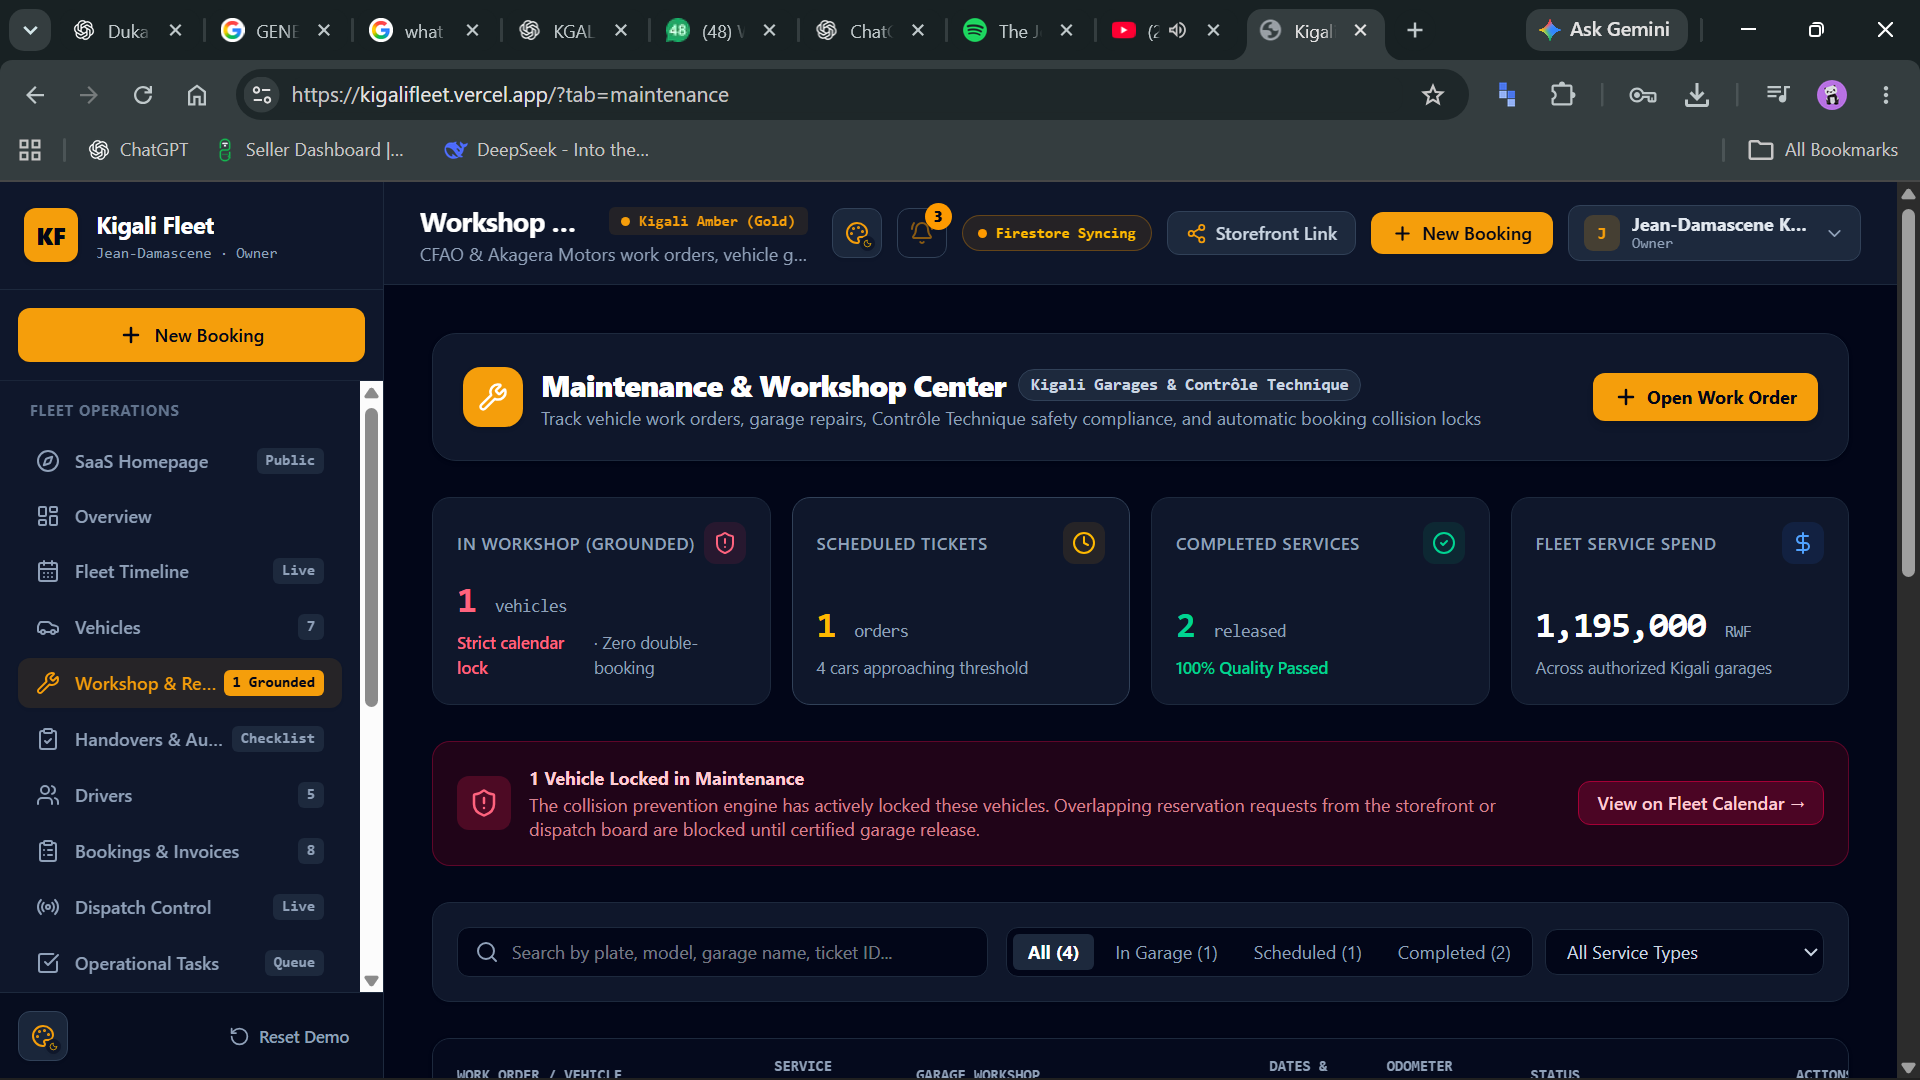 Duka
GENE
what
KGAL
48
(48) W
Chat
The J
(2
Kigal
Ask Gemini
https://kigalifleet.vercel.app/?tab=maintenance
ChatGPT
Seller Dashboard |...
DeepSeek - Into the...
All Bookmarks
KF
Kigali Fleet
Jean-Damascene · Owner
New Booking
FLEET OPERATIONS
SaaS Homepage
Public
Overview
Fleet Timeline
Live
Vehicles
7
Workshop & Re...
1 Grounded
Handovers & Au...
Checklist
Drivers
5
Bookings & Invoices
8
Dispatch Control
Live
Operational Tasks
Queue
Reset Demo
Workshop ...
Kigali Amber (Gold)
CFAO & Akagera Motors work orders, vehicle g...
3
Firestore Syncing
Storefront Link
New Booking
J
Jean-Damascene K...
Owner
Maintenance & Workshop Center
Kigali Garages & Contrôle Technique
Track vehicle work orders, garage repairs, Contrôle Technique safety compliance, and automatic booking collision locks
Open Work Order
IN WORKSHOP (GROUNDED)
1 vehicles
Strict calendar
lock
· Zero double-
booking
SCHEDULED TICKETS
1 orders
4 cars approaching threshold
COMPLETED SERVICES
2 released
100% Quality Passed
FLEET SERVICE SPEND
1,195,000 RWF
Across authorized Kigali garages
1 Vehicle Locked in Maintenance
The collision prevention engine has actively locked these vehicles. Overlapping reservation requests from the storefront or
dispatch board are blocked until certified garage release.
View on Fleet Calendar →
Search by plate, model, garage name, ticket ID...
All (4)
In Garage (1)
Scheduled (1)
Completed (2)
All Service Types
WORK ORDER / VEHICLE
SERVICE
GARAGE WORKSHOP
DATES &
ODOMETER
STATUS
ACTIONS